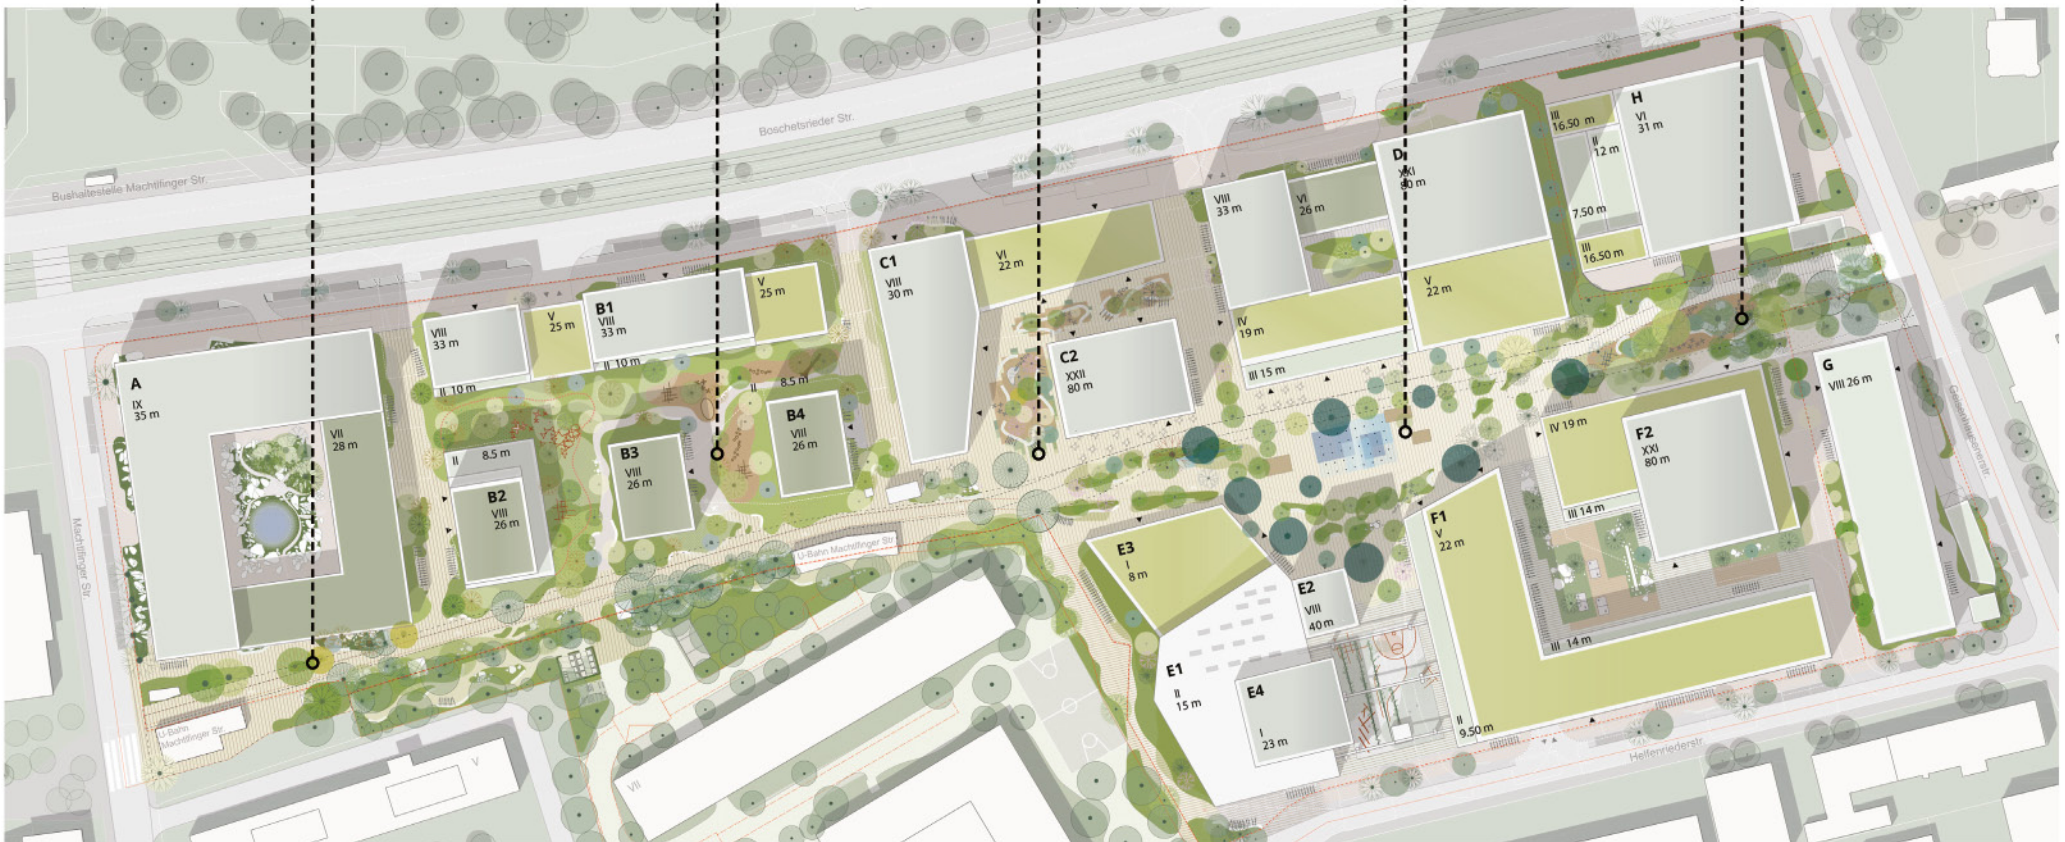 Boschetsrieder Str.
Bushaltestelle Machtlfinger Str.
H
VI
31 m
III
16.50 m
II
12 m
7.50 m
III
16.50 m
D
XXI
80 m
VIII
33 m
VI
26 m
V
22 m
IV
19 m
III 15 m
C1
VIII
30 m
VI
22 m
C2
XXII
80 m
V
25 m
B1
VIII
33 m
II 10 m
V
25 m
VIII
33 m
II 10 m
A
IX
35 m
VII
28 m
II
8.5 m
B2
VIII
26 m
B3
VIII
26 m
II
8.5 m
B4
VIII
26 m
G
VIII 26 m
IV 19 m
F2
XXI
80 m
III 14 m
F1
V
22 m
III 14 m
II
9.50 m
E3
I
8 m
E2
VIII
40 m
E1
II
15 m
E4
I
23 m
U-Bahn Machtlfinger Str.
U-Bahn
Machtlfinger Str.
Machtlfinger Str.
Helfenriederstr.
V
VII